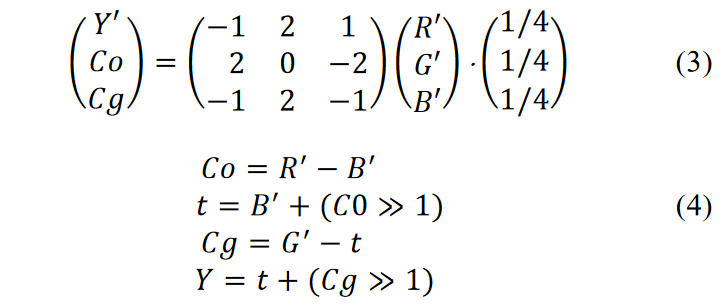 (Y′ Co Cg) = (−1 2 1; 2 0 −2; −1 2 −1) (R′ G′ B′) · (1/4 1/4 1/4) (3)
Co = R′ − B′
t = B′ + (C0 ≫ 1) (4)
Cg = G′ − t
Y = t + (Cg ≫ 1)